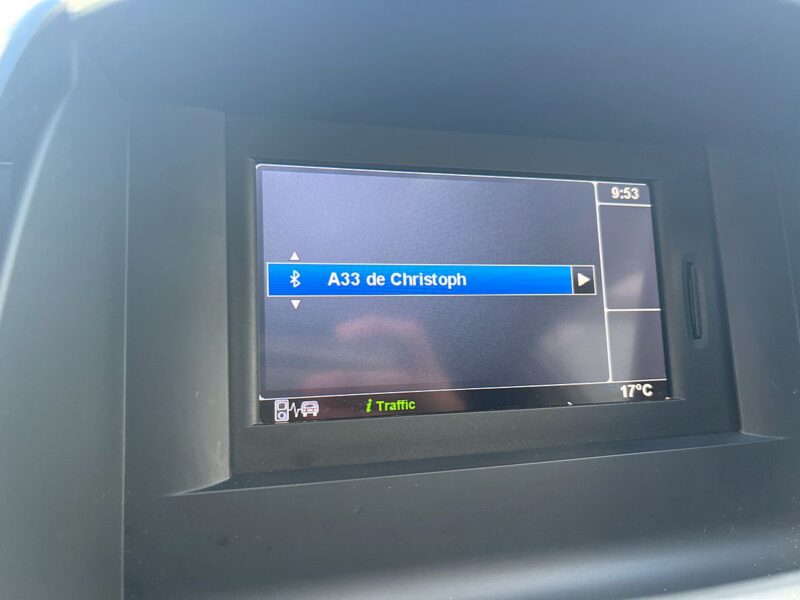 9:53
A33 de Christoph
i Traffic
17°C